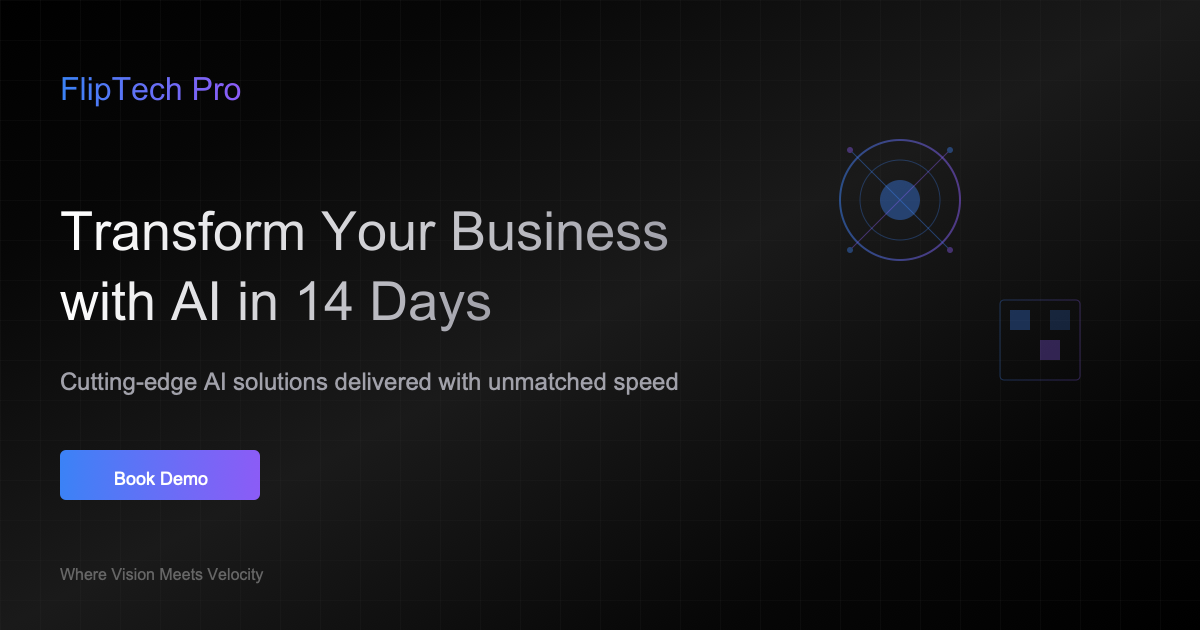 FlipTech Pro
Transform Your Business
with AI in 14 Days
Cutting-edge AI solutions delivered with unmatched speed
Book Demo
Where Vision Meets Velocity